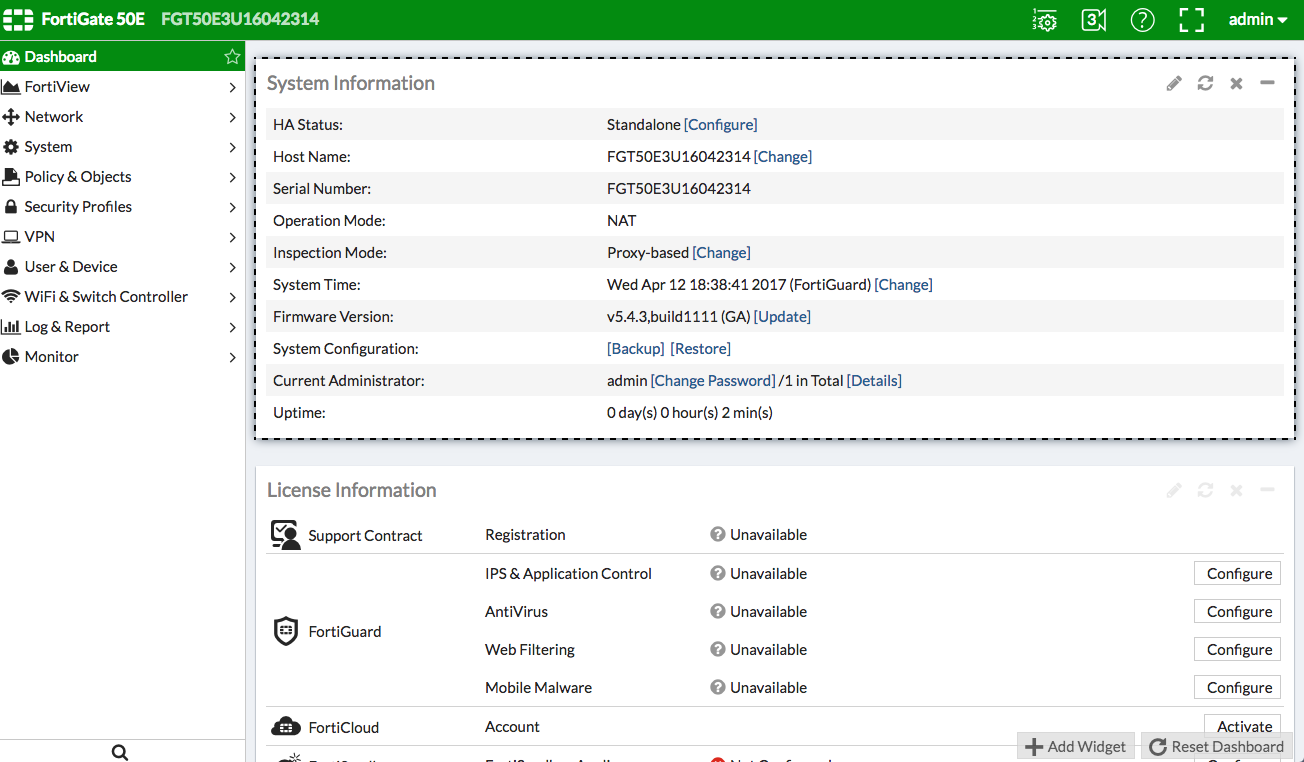 FortiGate 50E FGT50E3U16042314 3 admin
Dashboard
FortiView
Network
System
Policy & Objects
Security Profiles
VPN
User & Device
WiFi & Switch Controller
Log & Report
Monitor
System Information
HA Status: Standalone [Configure]
Host Name: FGT50E3U16042314 [Change]
Serial Number: FGT50E3U16042314
Operation Mode: NAT
Inspection Mode: Proxy-based [Change]
System Time: Wed Apr 12 18:38:41 2017 (FortiGuard) [Change]
Firmware Version: v5.4.3,build1111 (GA) [Update]
System Configuration: [Backup] [Restore]
Current Administrator: admin [Change Password] /1 in Total [Details]
Uptime: 0 day(s) 0 hour(s) 2 min(s)
License Information
Support Contract Registration Unavailable
IPS & Application Control Unavailable Configure
AntiVirus Unavailable Configure
FortiGuard
Web Filtering Unavailable Configure
Mobile Malware Unavailable Configure
FortiCloud Account Activate
Add Widget Reset Dashboard